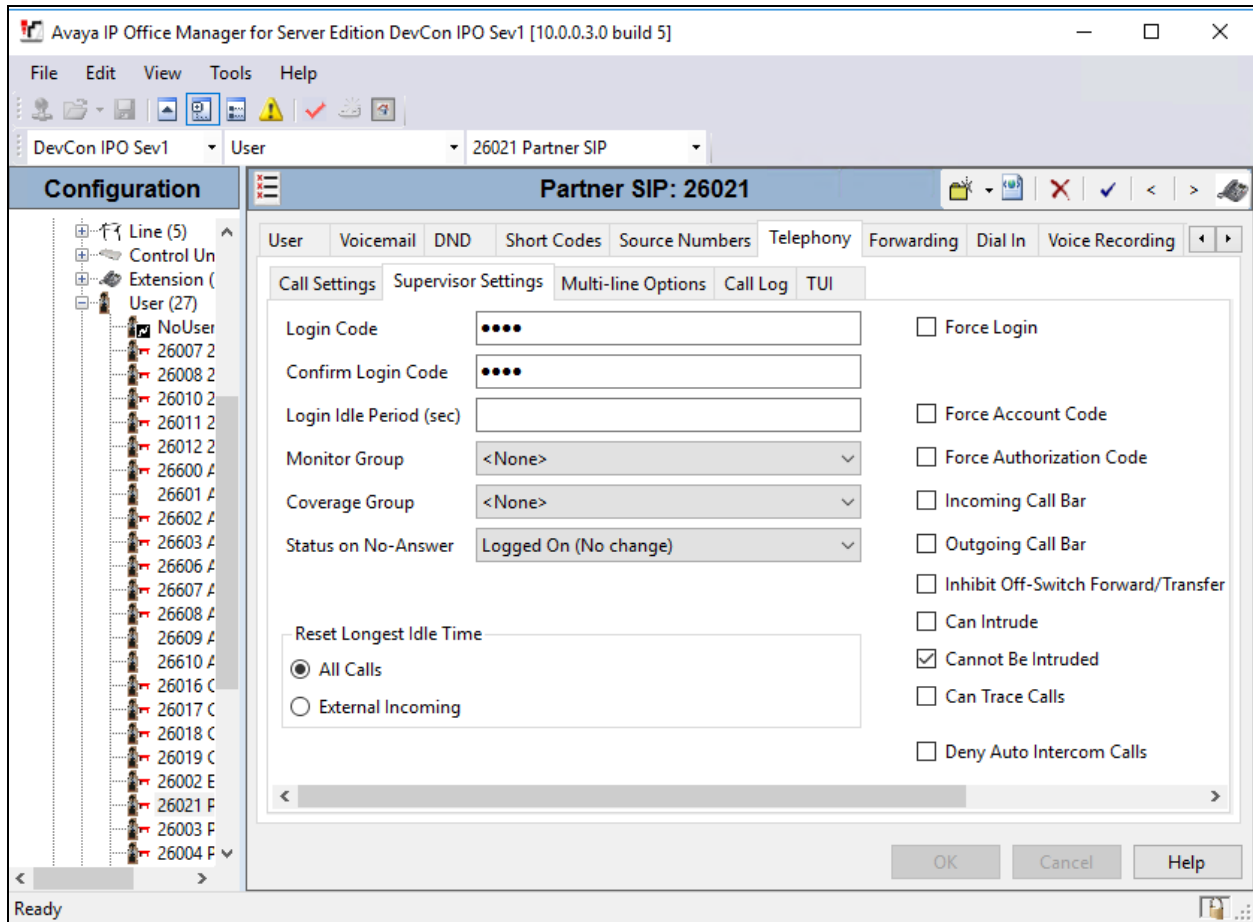 Avaya IP Office Manager for Server Edition DevCon IPO Sev1 [10.0.0.3.0 build 5]
File Edit View Tools Help
DevCon IPO Sev1 User 26021 Partner SIP
Configuration
Line (5)
Control Un
Extension (
User (27)
NoUser
26007 2
26008 2
26010 2
26011 2
26012 2
26600 A
26601 A
26602 A
26603 A
26606 A
26607 A
26608 A
26609 A
26610 A
26016 C
26017 C
26018 C
26019 C
26002 E
26021 P
26003 P
26004 P
Partner SIP: 26021
User Voicemail DND Short Codes Source Numbers Telephony Forwarding Dial In Voice Recording
Call Settings Supervisor Settings Multi-line Options Call Log TUI
Login Code ●●●●
Confirm Login Code ●●●●
Login Idle Period (sec)
Monitor Group <None>
Coverage Group <None>
Status on No-Answer Logged On (No change)
Reset Longest Idle Time
All Calls
External Incoming
Force Login
Force Account Code
Force Authorization Code
Incoming Call Bar
Outgoing Call Bar
Inhibit Off-Switch Forward/Transfer
Can Intrude
Cannot Be Intruded
Can Trace Calls
Deny Auto Intercom Calls
OK Cancel Help
Ready